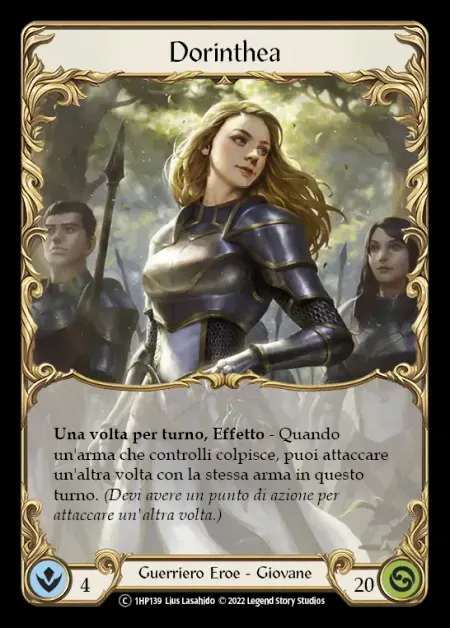 Dorinthea
Una volta per turno, Effetto - Quando
un'arma che controlli colpisce, puoi attaccare
un'altra volta con la stessa arma in questo
turno. (Devi avere un punto di azione per
attaccare un'altra volta.)
4
Guerriero Eroe - Giovane
20
C 1HP139 Lius Lasahido © 2022 Legend Story Studios